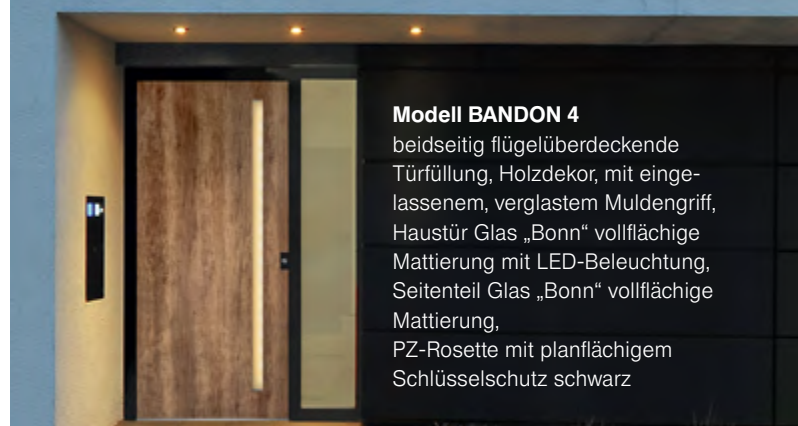 Modell BANDON 4
beidseitig flügelüberdeckende
Türfüllung, Holzdekor, mit einge-
lassenem, verglastem Muldengriff,
Haustür Glas „Bonn“ vollflächige
Mattierung mit LED-Beleuchtung,
Seitenteil Glas „Bonn“ vollflächige
Mattierung,
PZ-Rosette mit planflächigem
Schlüsselschutz schwarz